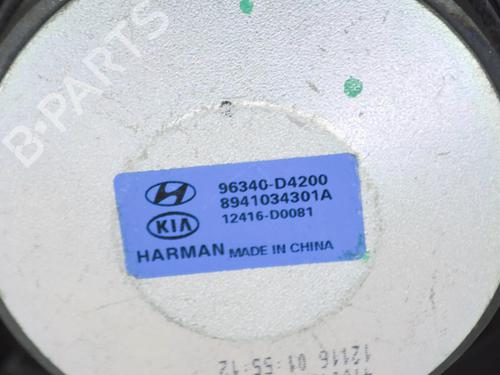 B-PARTS
96340-D4200
8941034301A
KIA
12416-D0081
HARMAN MADE IN CHINA
12116 01:55:12